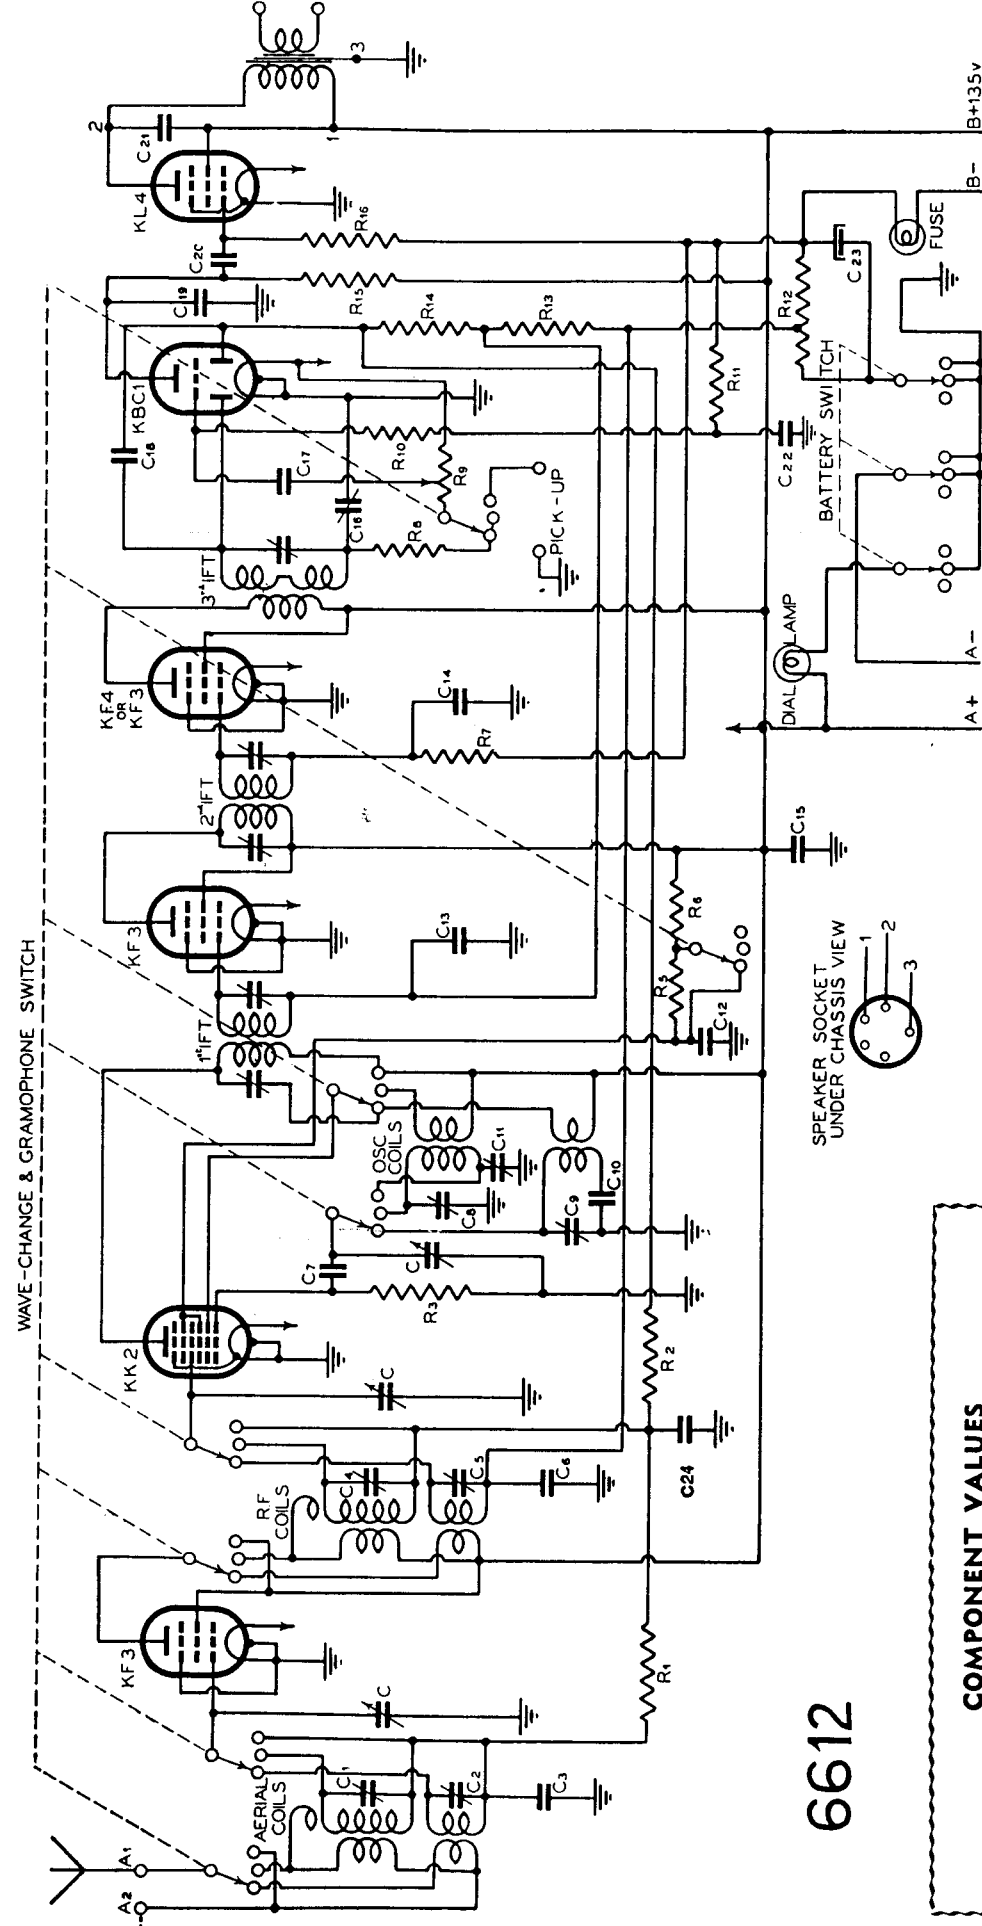 WAVE-CHANGE & GRAMOPHONE SWITCH
A2
A1
AERIAL
COILS
C1
C2
C3
C
KF3
R1
RF
COILS
C4
C5
C6
C
KK2
C24
R2
R3
C7
C
C8
C9
C10
C11
OSC
COILS
1st IFT
C12
R5
R6
KF3
C13
2nd IFT
C14
R7
C15
KF4
OR
KF3
3rd IFT
C16
R8
R9
PICK-UP
C17
R10
C18
KBC1
C19
C20
R11
R13
R14
R15
R16
KL4
C21
2
1
3
C22
R12
C23
BATTERY SWITCH
FUSE
DIAL LAMP
A+
A-
B-
B+135v
SPEAKER SOCKET
UNDER CHASSIS VIEW
1
2
3
6612
COMPONENT VALUES